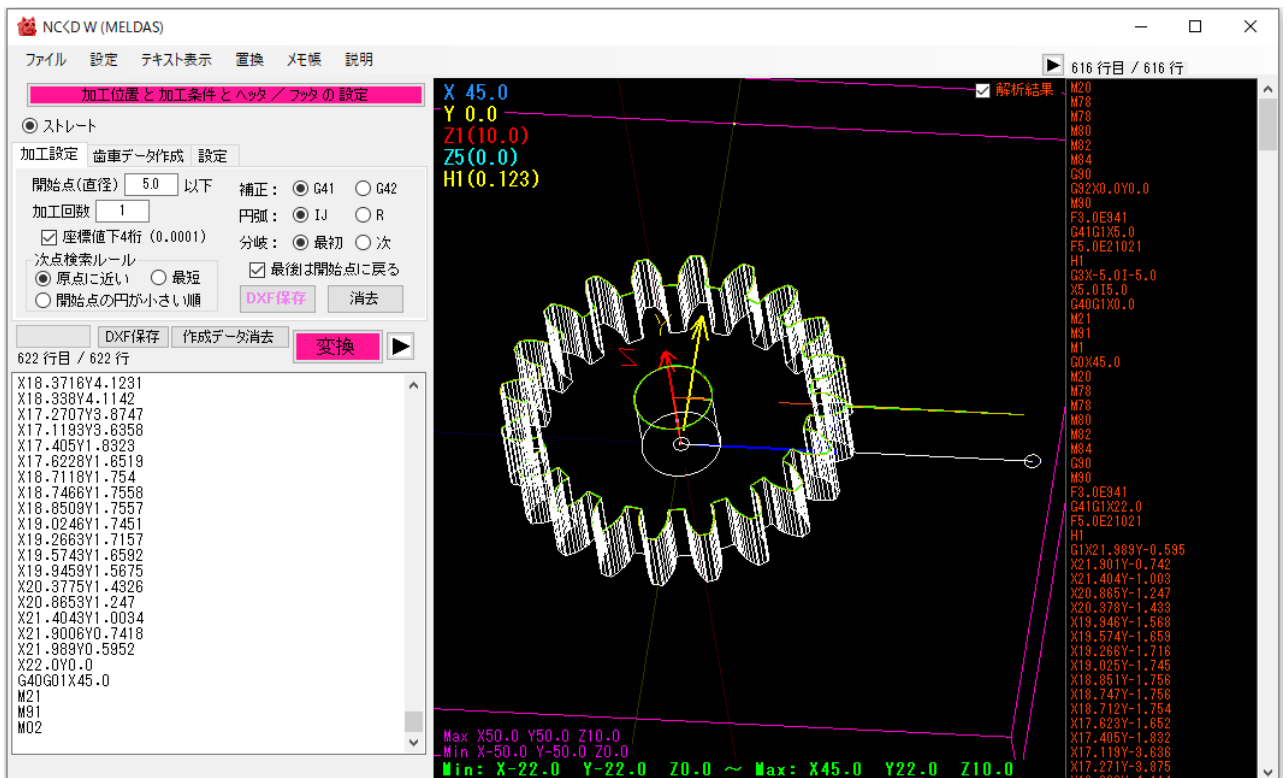 NC<D W (MELDAS)
ファイル 設定 テキスト表示 置換 メモ帳 説明
616 行目 / 616 行
加工位置 と 加工条件 と ヘッタ ／ フッタ の 設定
ストレート
加工設定 歯車データ作成 設定
開始点(直径) 5.0 以下
加工回数 1
座標値下4桁 (0.0001)
次点検索ルール
原点に近い 最短
開始点の円が小さい順
補正： G41 G42
円弧： IJ R
分岐： 最初 次
最後は開始点に戻る
DXF保存 消去
DXF保存 作成データ消去 変換
622 行目 / 622 行
X18.3716Y4.1231
X18.338Y4.1142
X17.2707Y3.8747
X17.1193Y3.6358
X17.405Y1.8323
X17.6228Y1.6519
X18.7118Y1.754
X18.7466Y1.7558
X18.8509Y1.7557
X19.0246Y1.7451
X19.2663Y1.7157
X19.5743Y1.6592
X19.9459Y1.5675
X20.3775Y1.4326
X20.8653Y1.247
X21.4043Y1.0034
X21.9006Y0.7418
X21.989Y0.5952
X22.0Y0.0
G40G01X45.0
M21
M91
M02
X 45.0
Y 0.0
Z1(10.0)
Z5(0.0)
H1(0.123)
解析結果
Y
Z
Max X50.0 Y50.0 Z10.0
Min X-50.0 Y-50.0 Z0.0
Min: X-22.0 Y-22.0 Z0.0 ～ Max: X45.0 Y22.0 Z10.0
M20
M78
M78
M80
M82
M84
G90
G92X0.0Y0.0
M90
F3.0E941
G41G1X5.0
F5.0E21021
H1
G3X-5.0I-5.0
X5.0I5.0
G40G1X0.0
M21
M91
M1
G0X45.0
M20
M78
M78
M80
M82
M84
G90
M90
F3.0E941
G41G1X22.0
F5.0E21021
H1
G1X21.989Y-0.595
X21.901Y-0.742
X21.404Y-1.003
X20.865Y-1.247
X20.378Y-1.433
X19.946Y-1.568
X19.574Y-1.659
X19.266Y-1.716
X19.025Y-1.745
X18.851Y-1.756
X18.747Y-1.756
X18.712Y-1.754
X17.623Y-1.652
X17.405Y-1.832
X17.119Y-3.636
X17.271Y-3.875